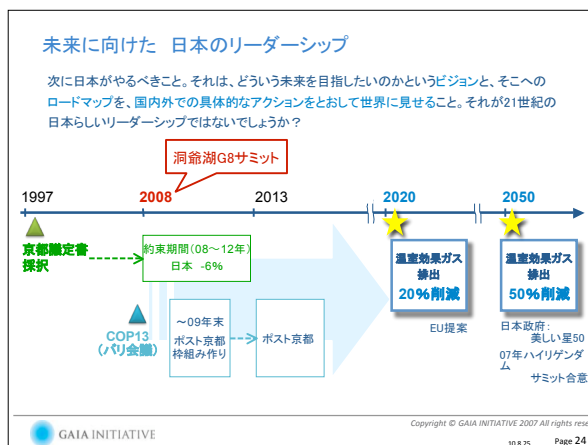 未来に向けた 日本のリーダーシップ
次に日本がやるべきこと。それは、どういう未来を目指したいのかというビジョンと、そこへの
ロードマップを、国内外での具体的なアクションをとおして世界に見せること。それが21世紀の
日本らしいリーダーシップではないでしょうか？
洞爺湖G8サミット
1997
2008
2013
2020
2050
京都議定書
採択
約束期間（08～12年）
日本 -6%
温室効果ガス
排出
20%削減
温室効果ガス
排出
50%削減
COP13
（バリ会議）
～09年末
ポスト京都
枠組み作り
ポスト京都
EU提案
日本政府：
美しい星50
07年ハイリゲンダ
ム
サミット合意
GAIA INITIATIVE
Copyright © GAIA INITIATIVE 2007 All rights res
10.8.25
Page 24